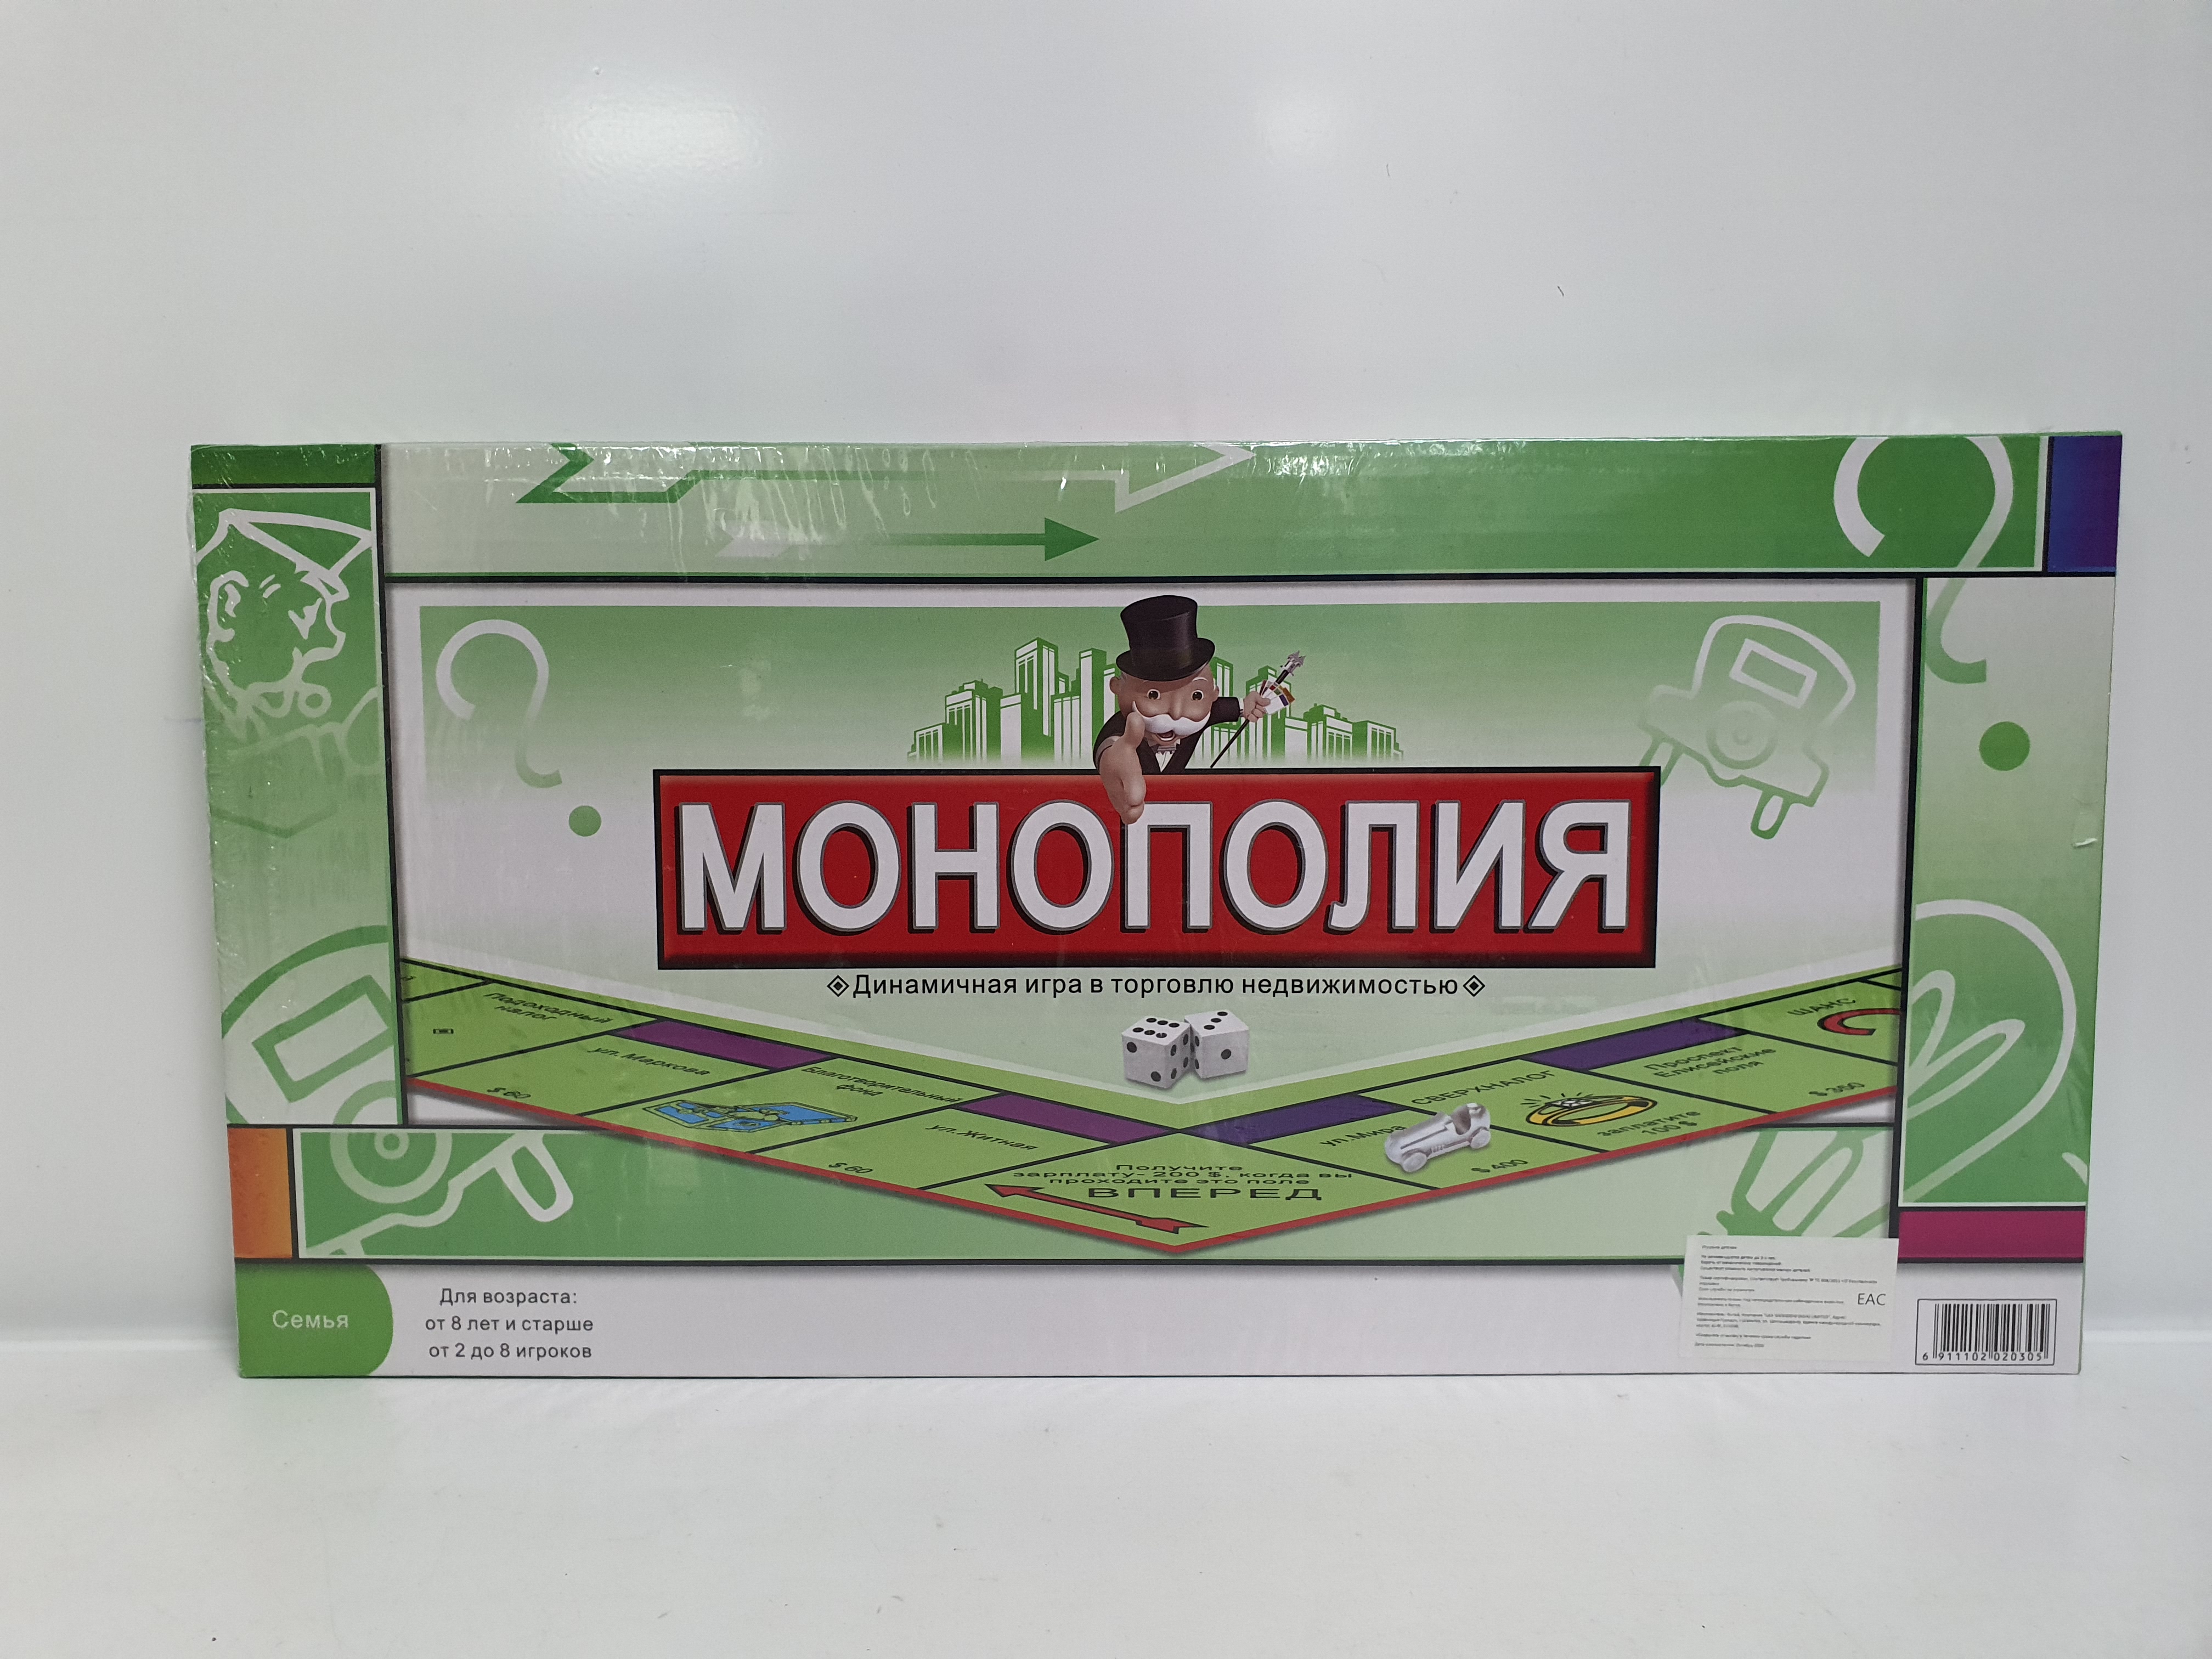 МОНОПОЛИЯ
Динамичная игра в торговлю недвижимостью
Подоходный
налог
ул. Маркова
$ 60
Благотворительный
фонд
ул. Житная
$ 60
Получите
зарплату- 200 $, когда вы
проходите это поле
ВПЕРЕД
ул.Мира
$ 400
СВЕРХНАЛОГ
заплатите
100 $
Проспект
Елисейские
поля
$ 350
ШАНС
Семья
Для возраста:
от 8 лет и старше
от 2 до 8 игроков
EAC
6 911102 020305